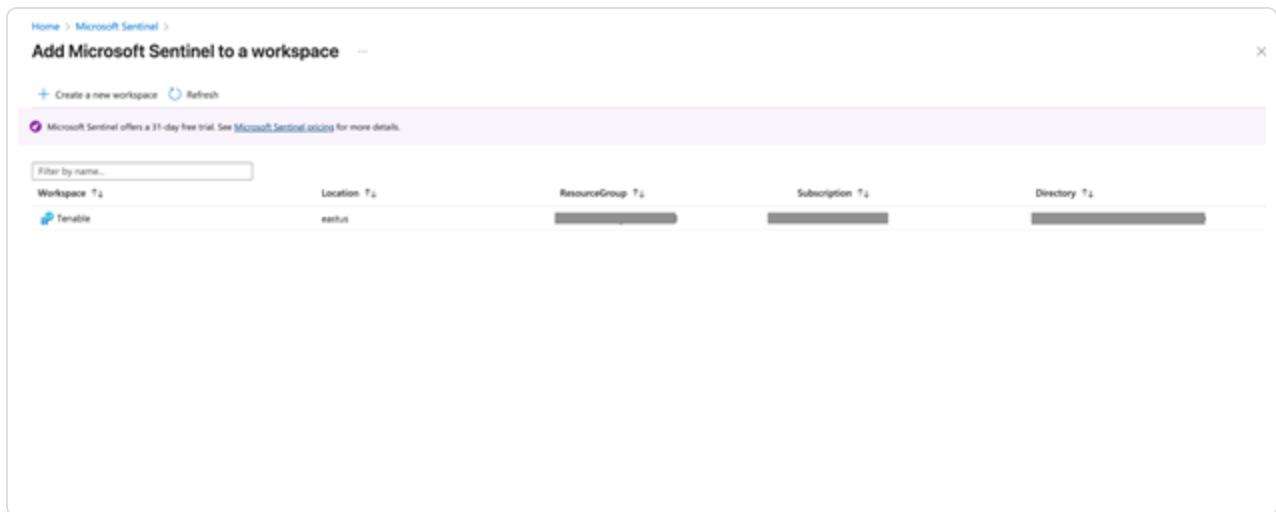 Home > Microsoft Sentinel >
Add Microsoft Sentinel to a workspace ...
+ Create a new workspace Refresh
Microsoft Sentinel offers a 31-day free trial. See Microsoft Sentinel pricing for more details.
Filter by name...
Workspace ↑↓ Location ↑↓ ResourceGroup ↑↓ Subscription ↑↓ Directory ↑↓
Tenable eastus